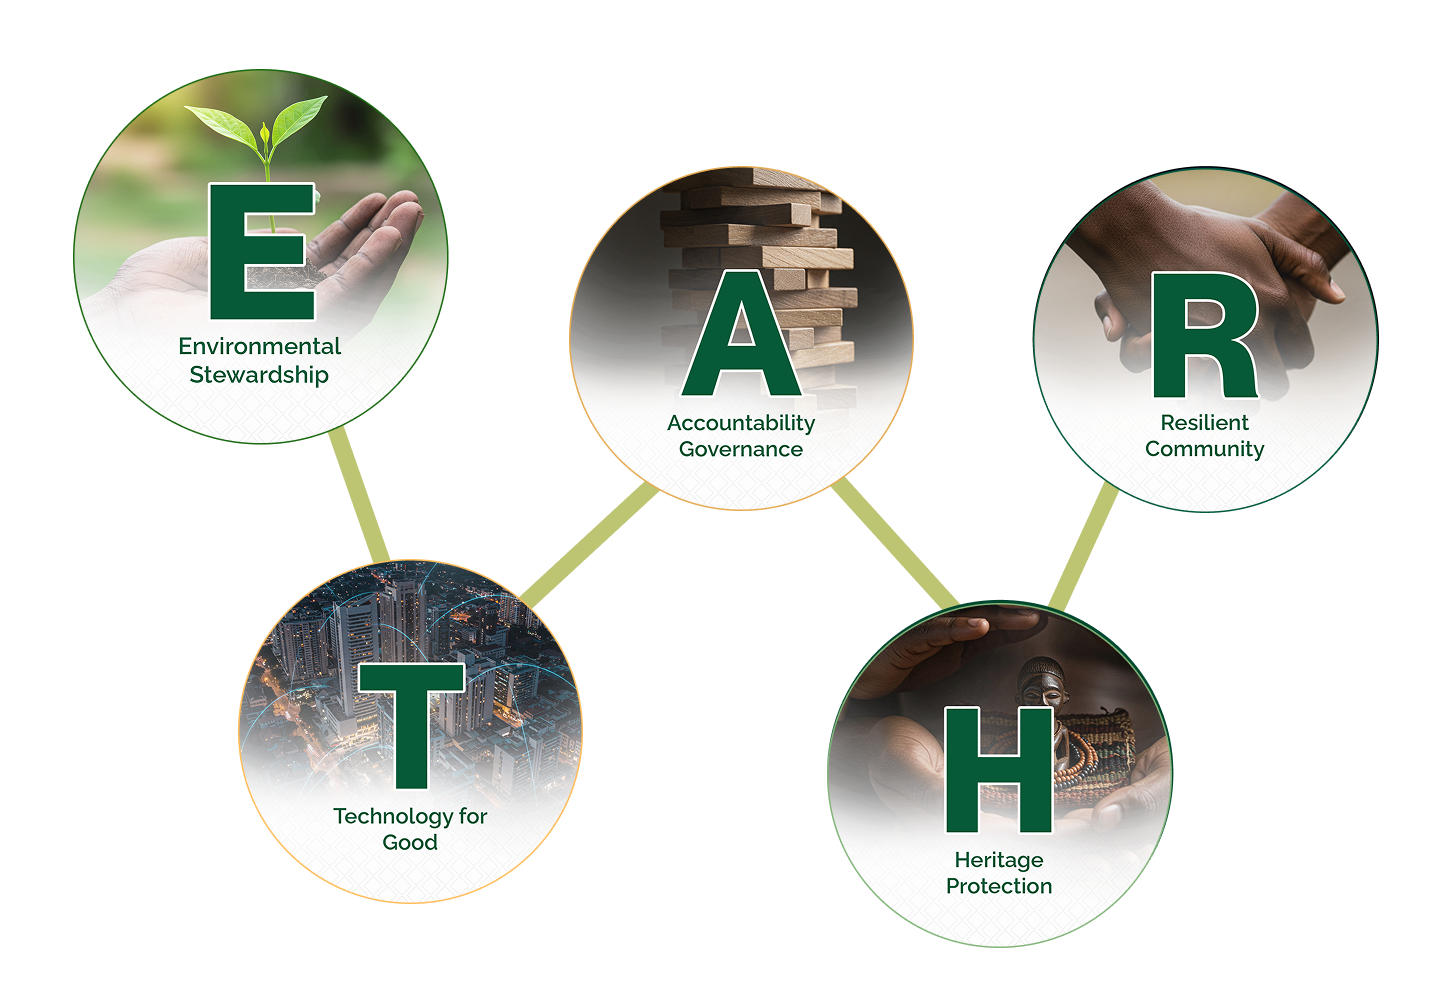 E
Environmental
Stewardship
A
Accountability
Governance
R
Resilient
Community
T
Technology for
Good
H
Heritage
Protection